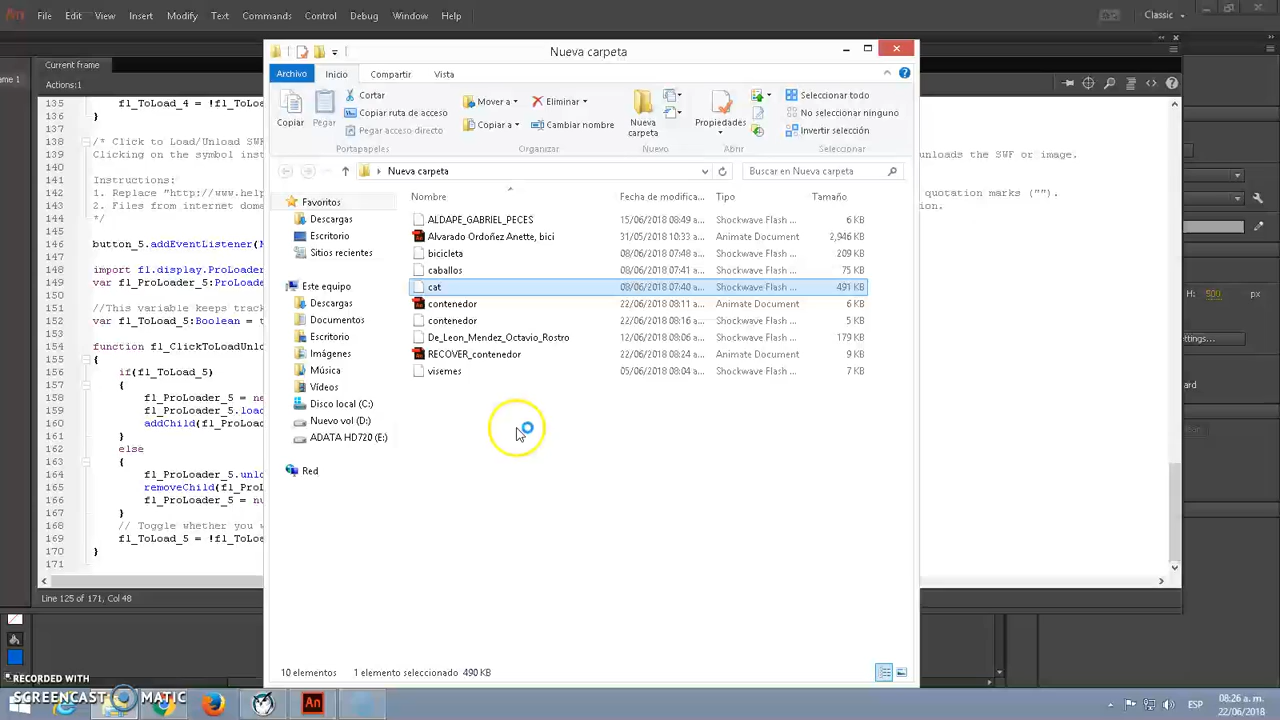 An File Edit View Insert Modify Text Commands Control Debug Window Help Classic
Nueva carpeta
Archivo Inicio Compartir Vista
Current frame
Actions:1
Copiar Pegar Cortar Copiar ruta de acceso Pegar acceso directo
Mover a Copiar a Eliminar Cambiar nombre
Nueva carpeta
Propiedades
Seleccionar todo
No seleccionar ninguno
Invertir selección
Portapapeles Organizar Nuevo Abrir Seleccionar
Nueva carpeta Buscar en Nueva carpeta
Nombre Fecha de modifica... Tipo Tamaño
ALDAPE_GABRIEL_PECES 15/06/2018 08:49 a... Shockwave Flash ... 6 KB
Alvarado Ordoñez Anette, bici 31/05/2018 10:33 a... Animate Document 2,946 KB
bicicleta 08/06/2018 07:48 a... Shockwave Flash ... 209 KB
caballos 08/06/2018 07:41 a... Shockwave Flash ... 75 KB
cat 08/06/2018 07:40 a... Shockwave Flash ... 491 KB
contenedor 22/06/2018 08:11 a... Animate Document 6 KB
contenedor 22/06/2018 08:16 a... Shockwave Flash ... 5 KB
De_Leon_Mendez_Octavio_Rostro 12/06/2018 08:06 a... Shockwave Flash ... 179 KB
RECOVER_contenedor 22/06/2018 08:24 a... Animate Document 9 KB
visemes 05/06/2018 08:04 a... Shockwave Flash ... 7 KB
Favoritos
Descargas
Escritorio
Sitios recientes
Este equipo
Descargas
Documentos
Escritorio
Imágenes
Música
Vídeos
Disco local (C:)
Nuevo vol (D:)
ADATA HD720 (E:)
Red
10 elementos 1 elemento seleccionado 490 KB
135 fl_ToLoad_4 = !fl_ToLoa
136 }
137
138 /* Click to Load/Unload SWF
139 Clicking on the symbol inst unloads the SWF or image.
140
141 Instructions:
142 1. Replace "http://www.help quotation marks ("").
143 2. Files from internet doma
144 */
145
146 button_5.addEventListener(M
147
148 import fl.display.ProLoader
149 var fl_ProLoader_5:ProLoade
150
151 //This variable keeps track
152 var fl_ToLoad_5:Boolean = t
153
154 function fl_ClickToLoadUnlo
155 {
156 if(fl_ToLoad_5)
157 {
158 fl_ProLoader_5 = ne
159 fl_ProLoader_5.loa
160 addChild(fl_ProLoa
161 }
162 else
163 {
164 fl_ProLoader_5.unlo
165 removeChild(fl_ProL
166 fl_ProLoader_5 = nu
167 }
168 // Toggle whether you w
169 fl_ToLoad_5 = !fl_ToLoa
170 }
171
Line 125 of 171, Col 48
H: 500 px
RECORDED WITH
SCREENCAST MATIC
An
ESP 08:26 a.m.
22/06/2018